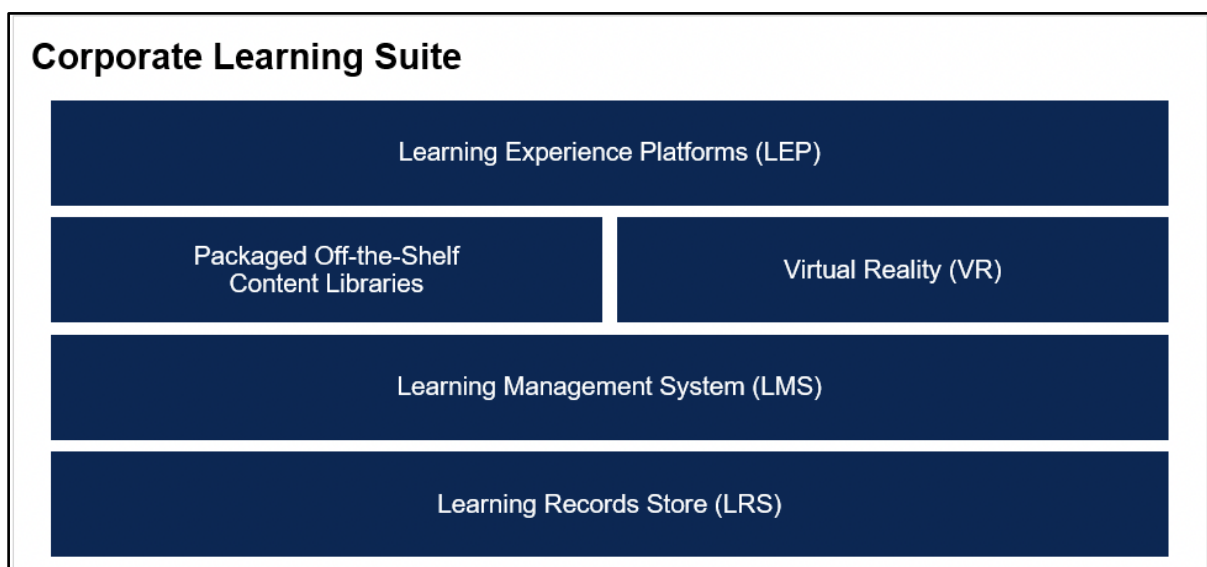 Corporate Learning Suite
Learning Experience Platforms (LEP)
Packaged Off-the-Shelf
Content Libraries
Virtual Reality (VR)
Learning Management System (LMS)
Learning Records Store (LRS)